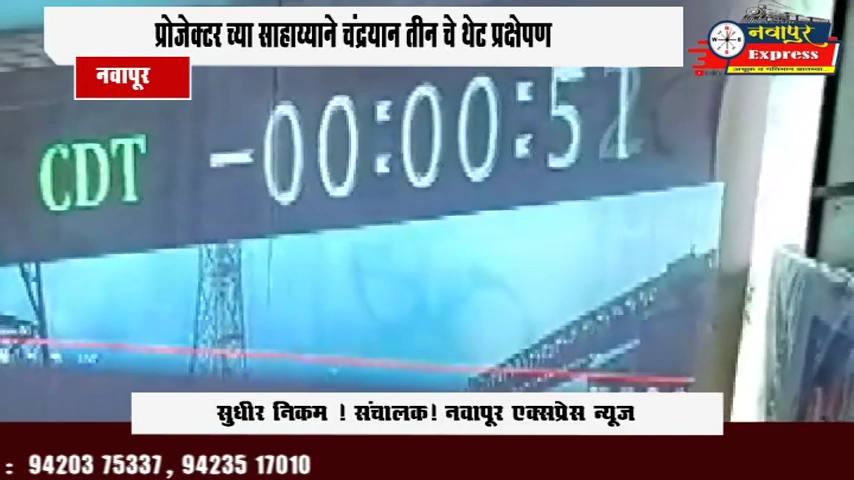 प्रोजेक्टर च्या साहाय्याने चंद्रयान तीन चे थेट प्रक्षेपण
नवापूर
नवापूर
Express
CDT -00:00:5
सुधीर निकम ! संचालक! नवापूर एक्सप्रेस न्यूज
: 94203 75337, 94235 17010